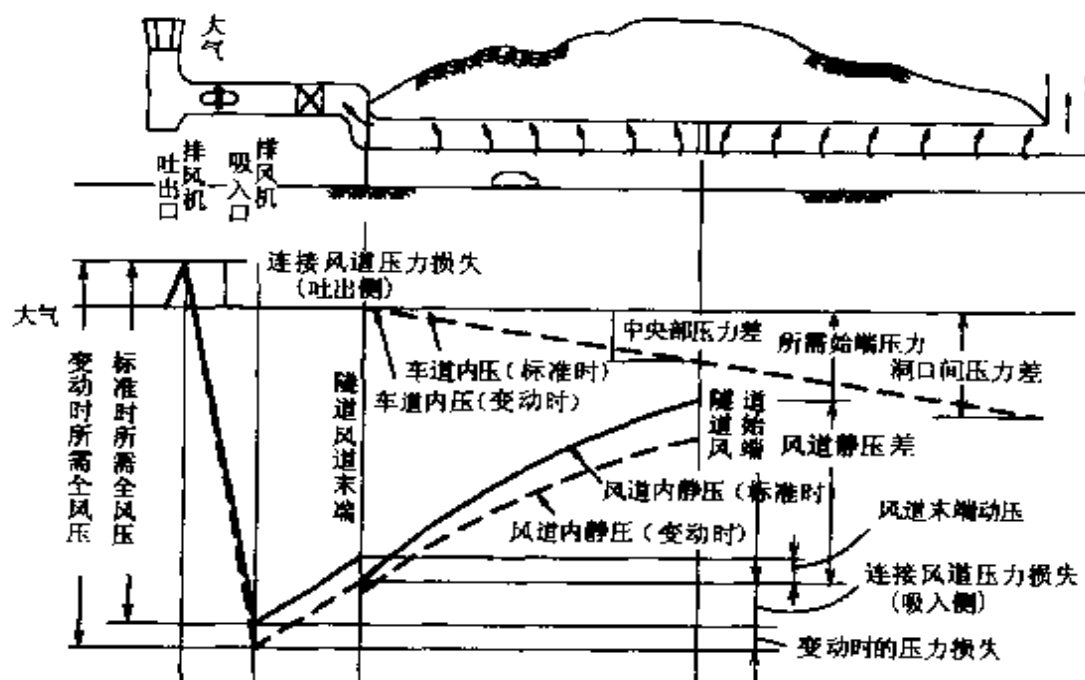 大气
排风机
吐出口
排风机
吸入口
连接风道压力损失
(吐出侧)
大气
中央部压力差
所需始端压力
洞口间压力差
变动时所需全风压
标准时所需全风压
隧道风道末端
车道内压(标准时)
车道内压(变动时)
隧道
道始
风端
风道静压差
风道内静压(标准时)
风道内静压(变动时)
风道末端动压
连接风道压力损失
(吸入侧)
变动时的压力损失